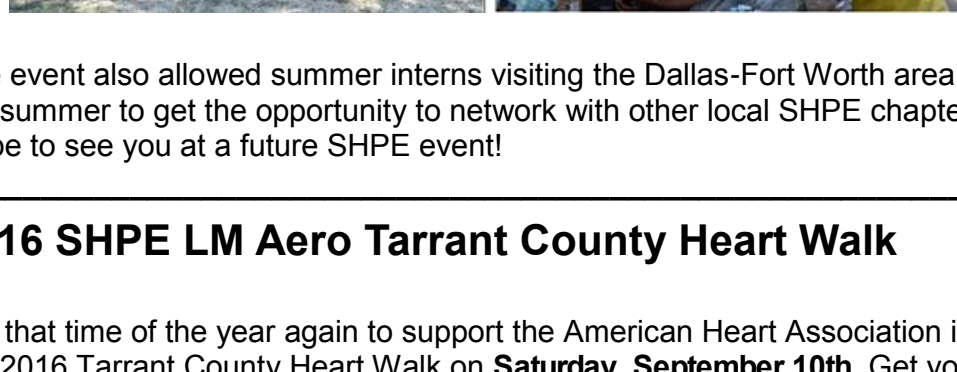 event also allowed summer interns visiting the Dallas-Fort Worth area
summer to get the opportunity to network with other local SHPE
to see you at a future SHPE event!
16 SHPE LM Aero Tarrant County Heart Walk
that time of the year again to support the American Heart Association
2016 Tarrant County Heart Walk on Saturday, September 10th. Get